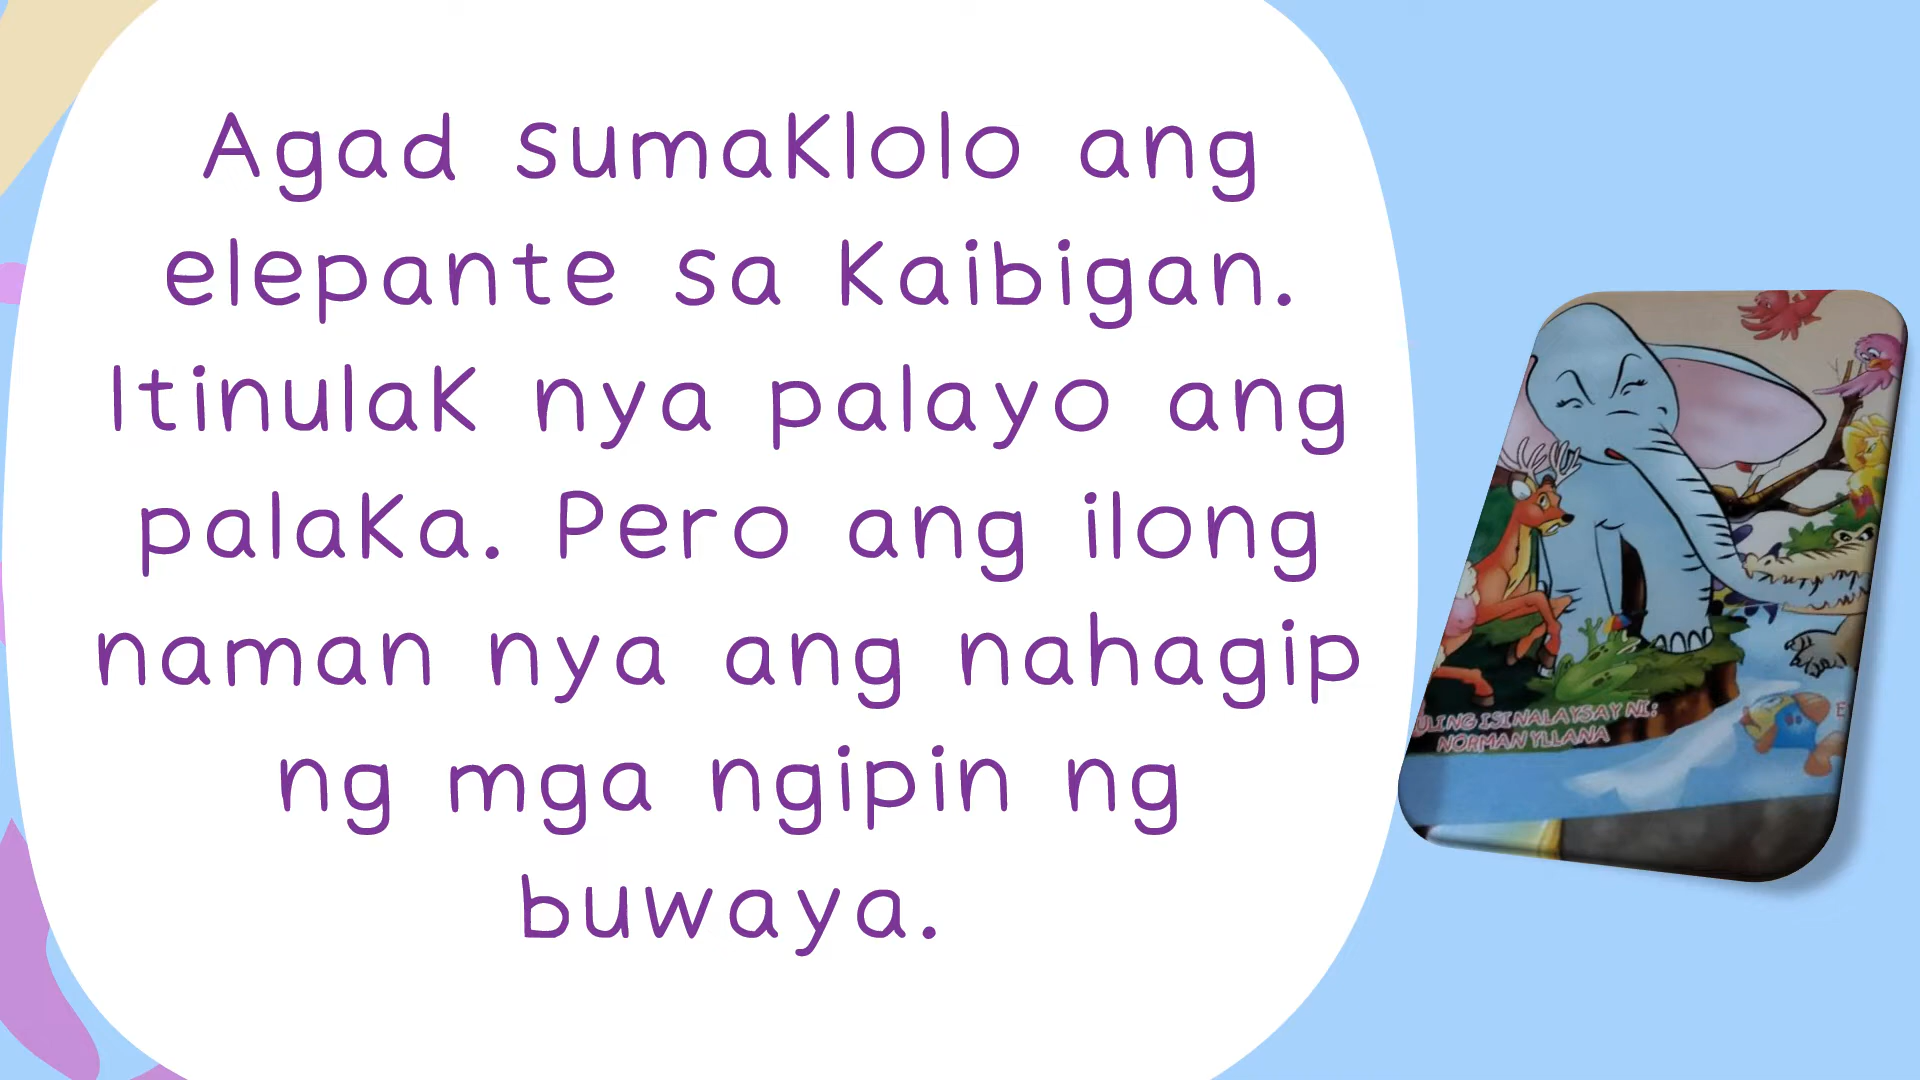 Agad sumaklolo ang
elepante sa kaibigan.
Itinulak nya palayo ang
palaka. Pero ang ilong
naman nya ang nahagip
ng mga ngipin ng
buwaya.
ISINALAYSAY NI:
NORMAN YLLANA